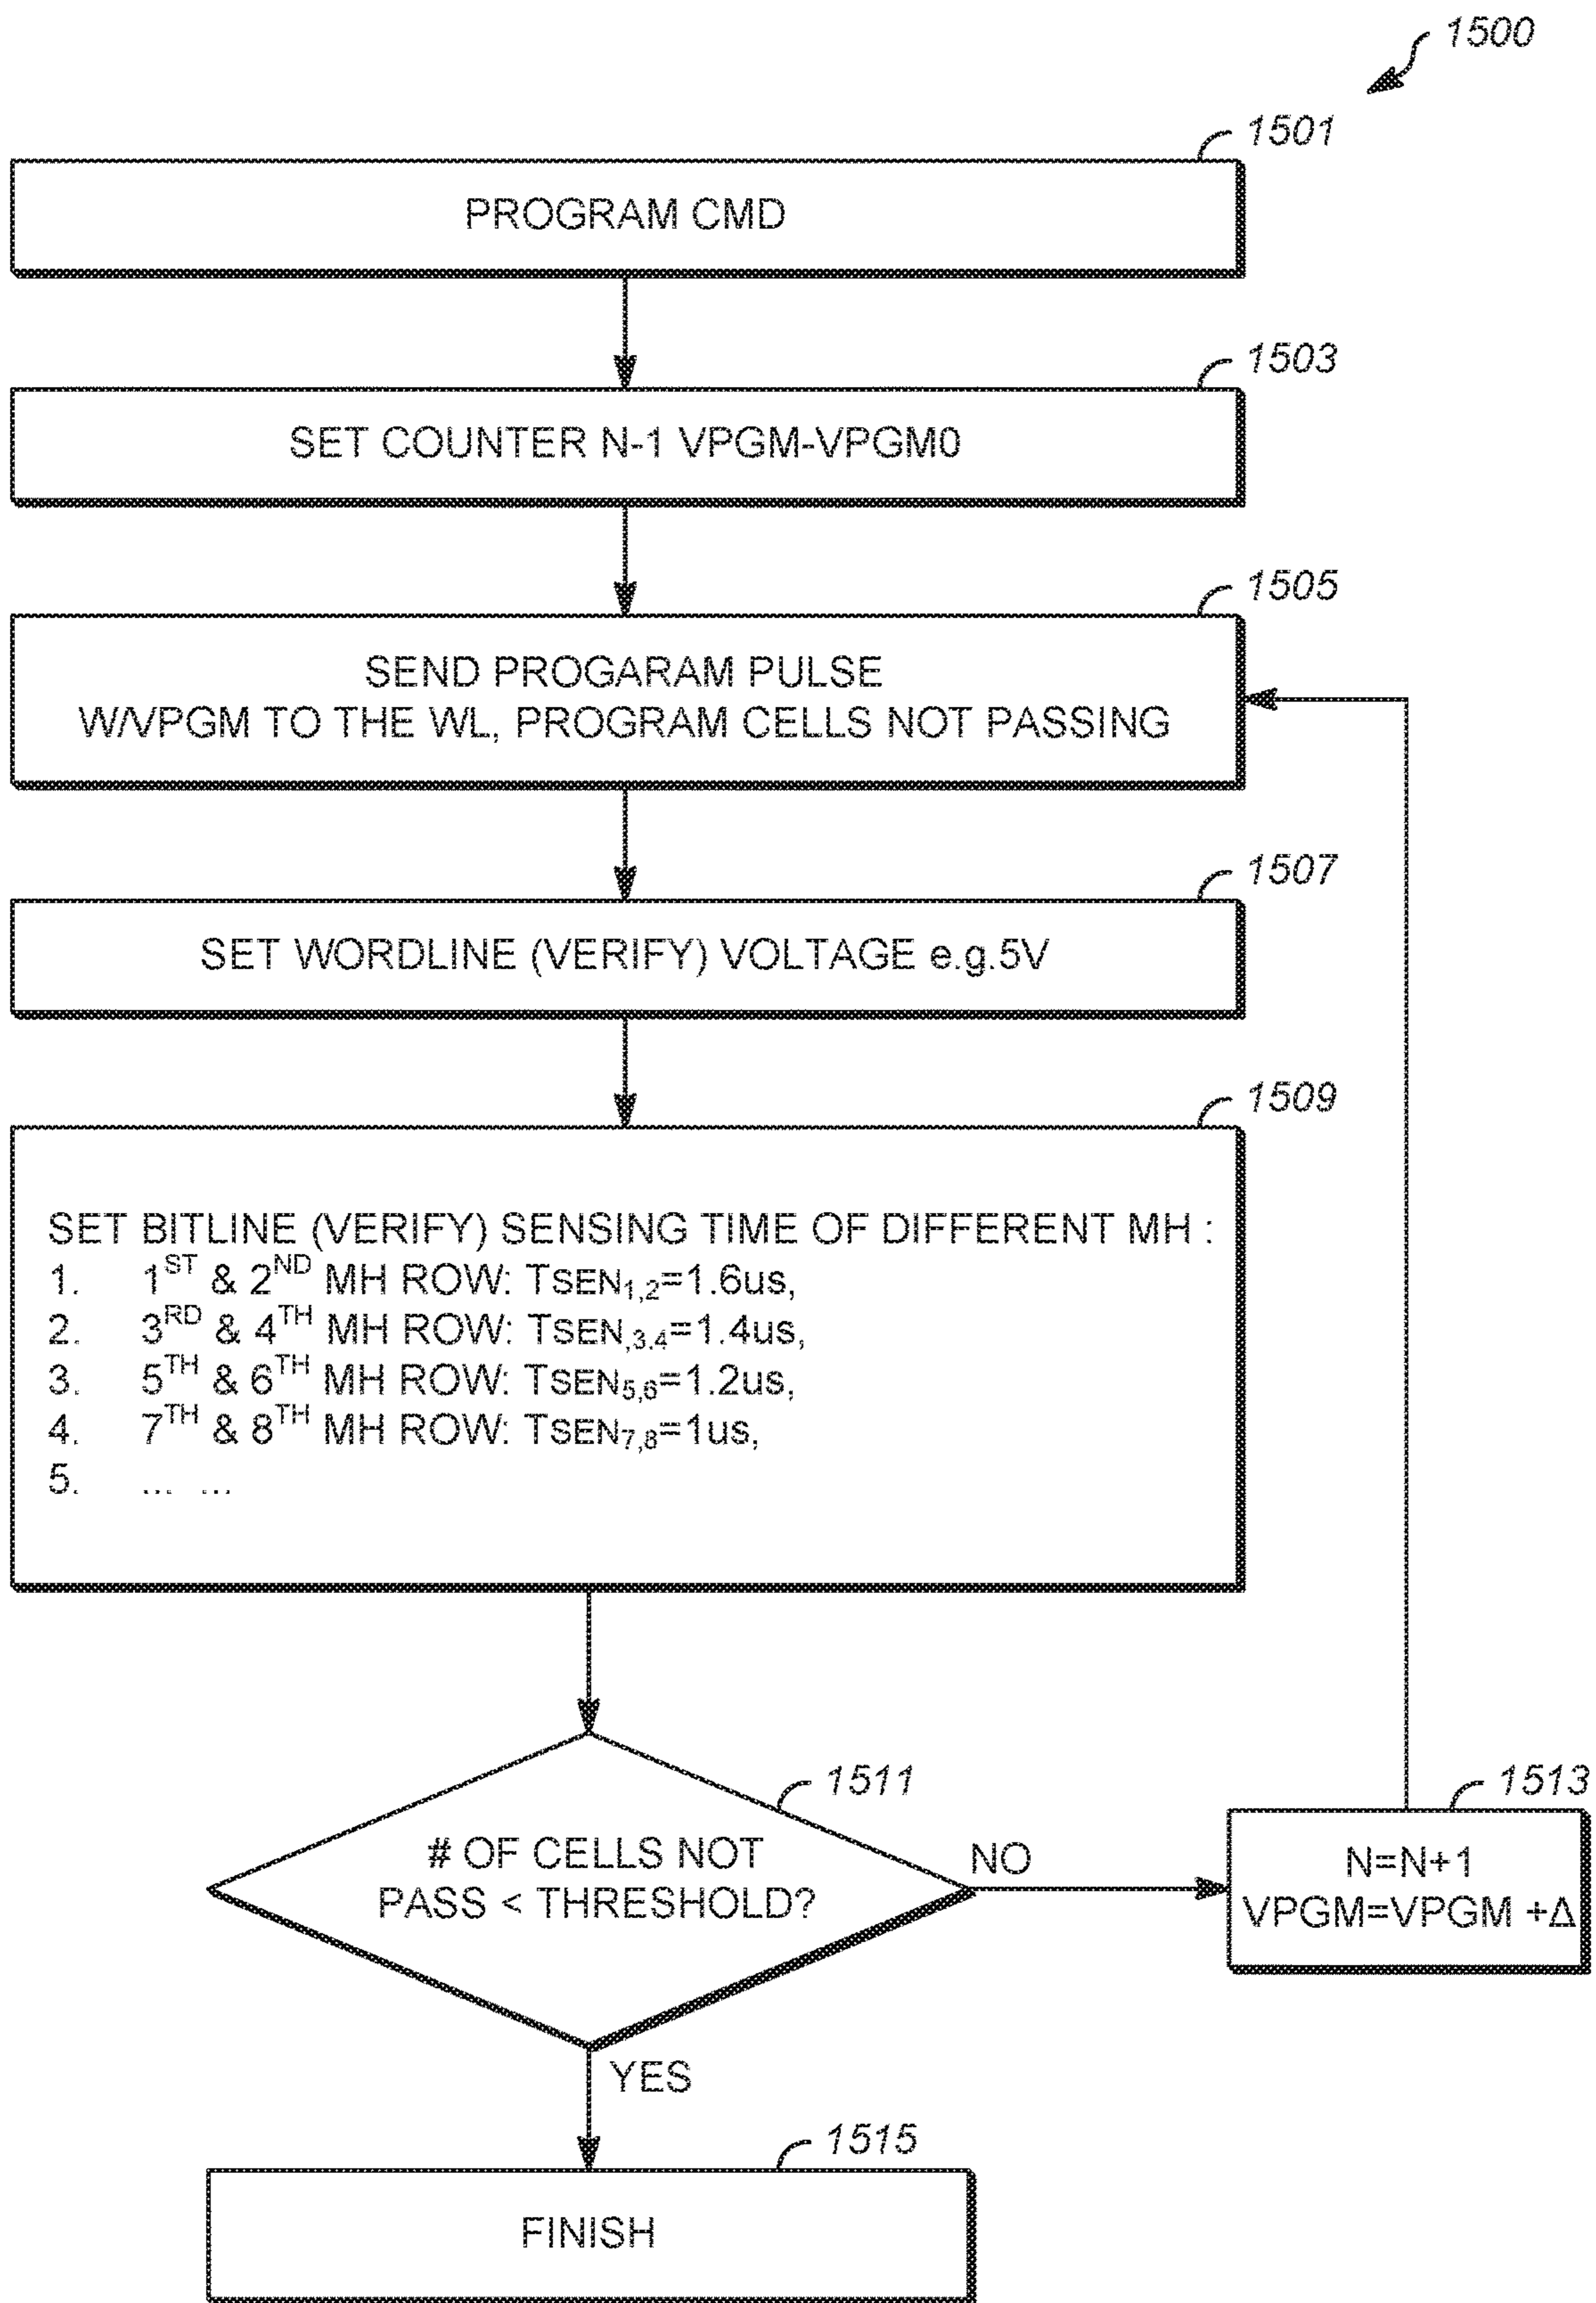 1500
1501
PROGRAM CMD
1503
SET COUNTER N-1 VPGM-VPGM0
1505
SEND PROGARAM PULSE
W/VPGM TO THE WL, PROGRAM CELLS NOT PASSING
1507
SET WORDLINE (VERIFY) VOLTAGE e.g.5V
1509
SET BITLINE (VERIFY) SENSING TIME OF DIFFERENT MH :
1. 1ST & 2ND MH ROW: TSEN1,2=1.6us,
2. 3RD & 4TH MH ROW: TSEN,3.4=1.4us,
3. 5TH & 6TH MH ROW: TSEN5,6=1.2us,
4. 7TH & 8TH MH ROW: TSEN7,8=1us,
5. ... ...
1511
# OF CELLS NOT
PASS < THRESHOLD?
NO
1513
N=N+1
VPGM=VPGM +Δ
YES
1515
FINISH